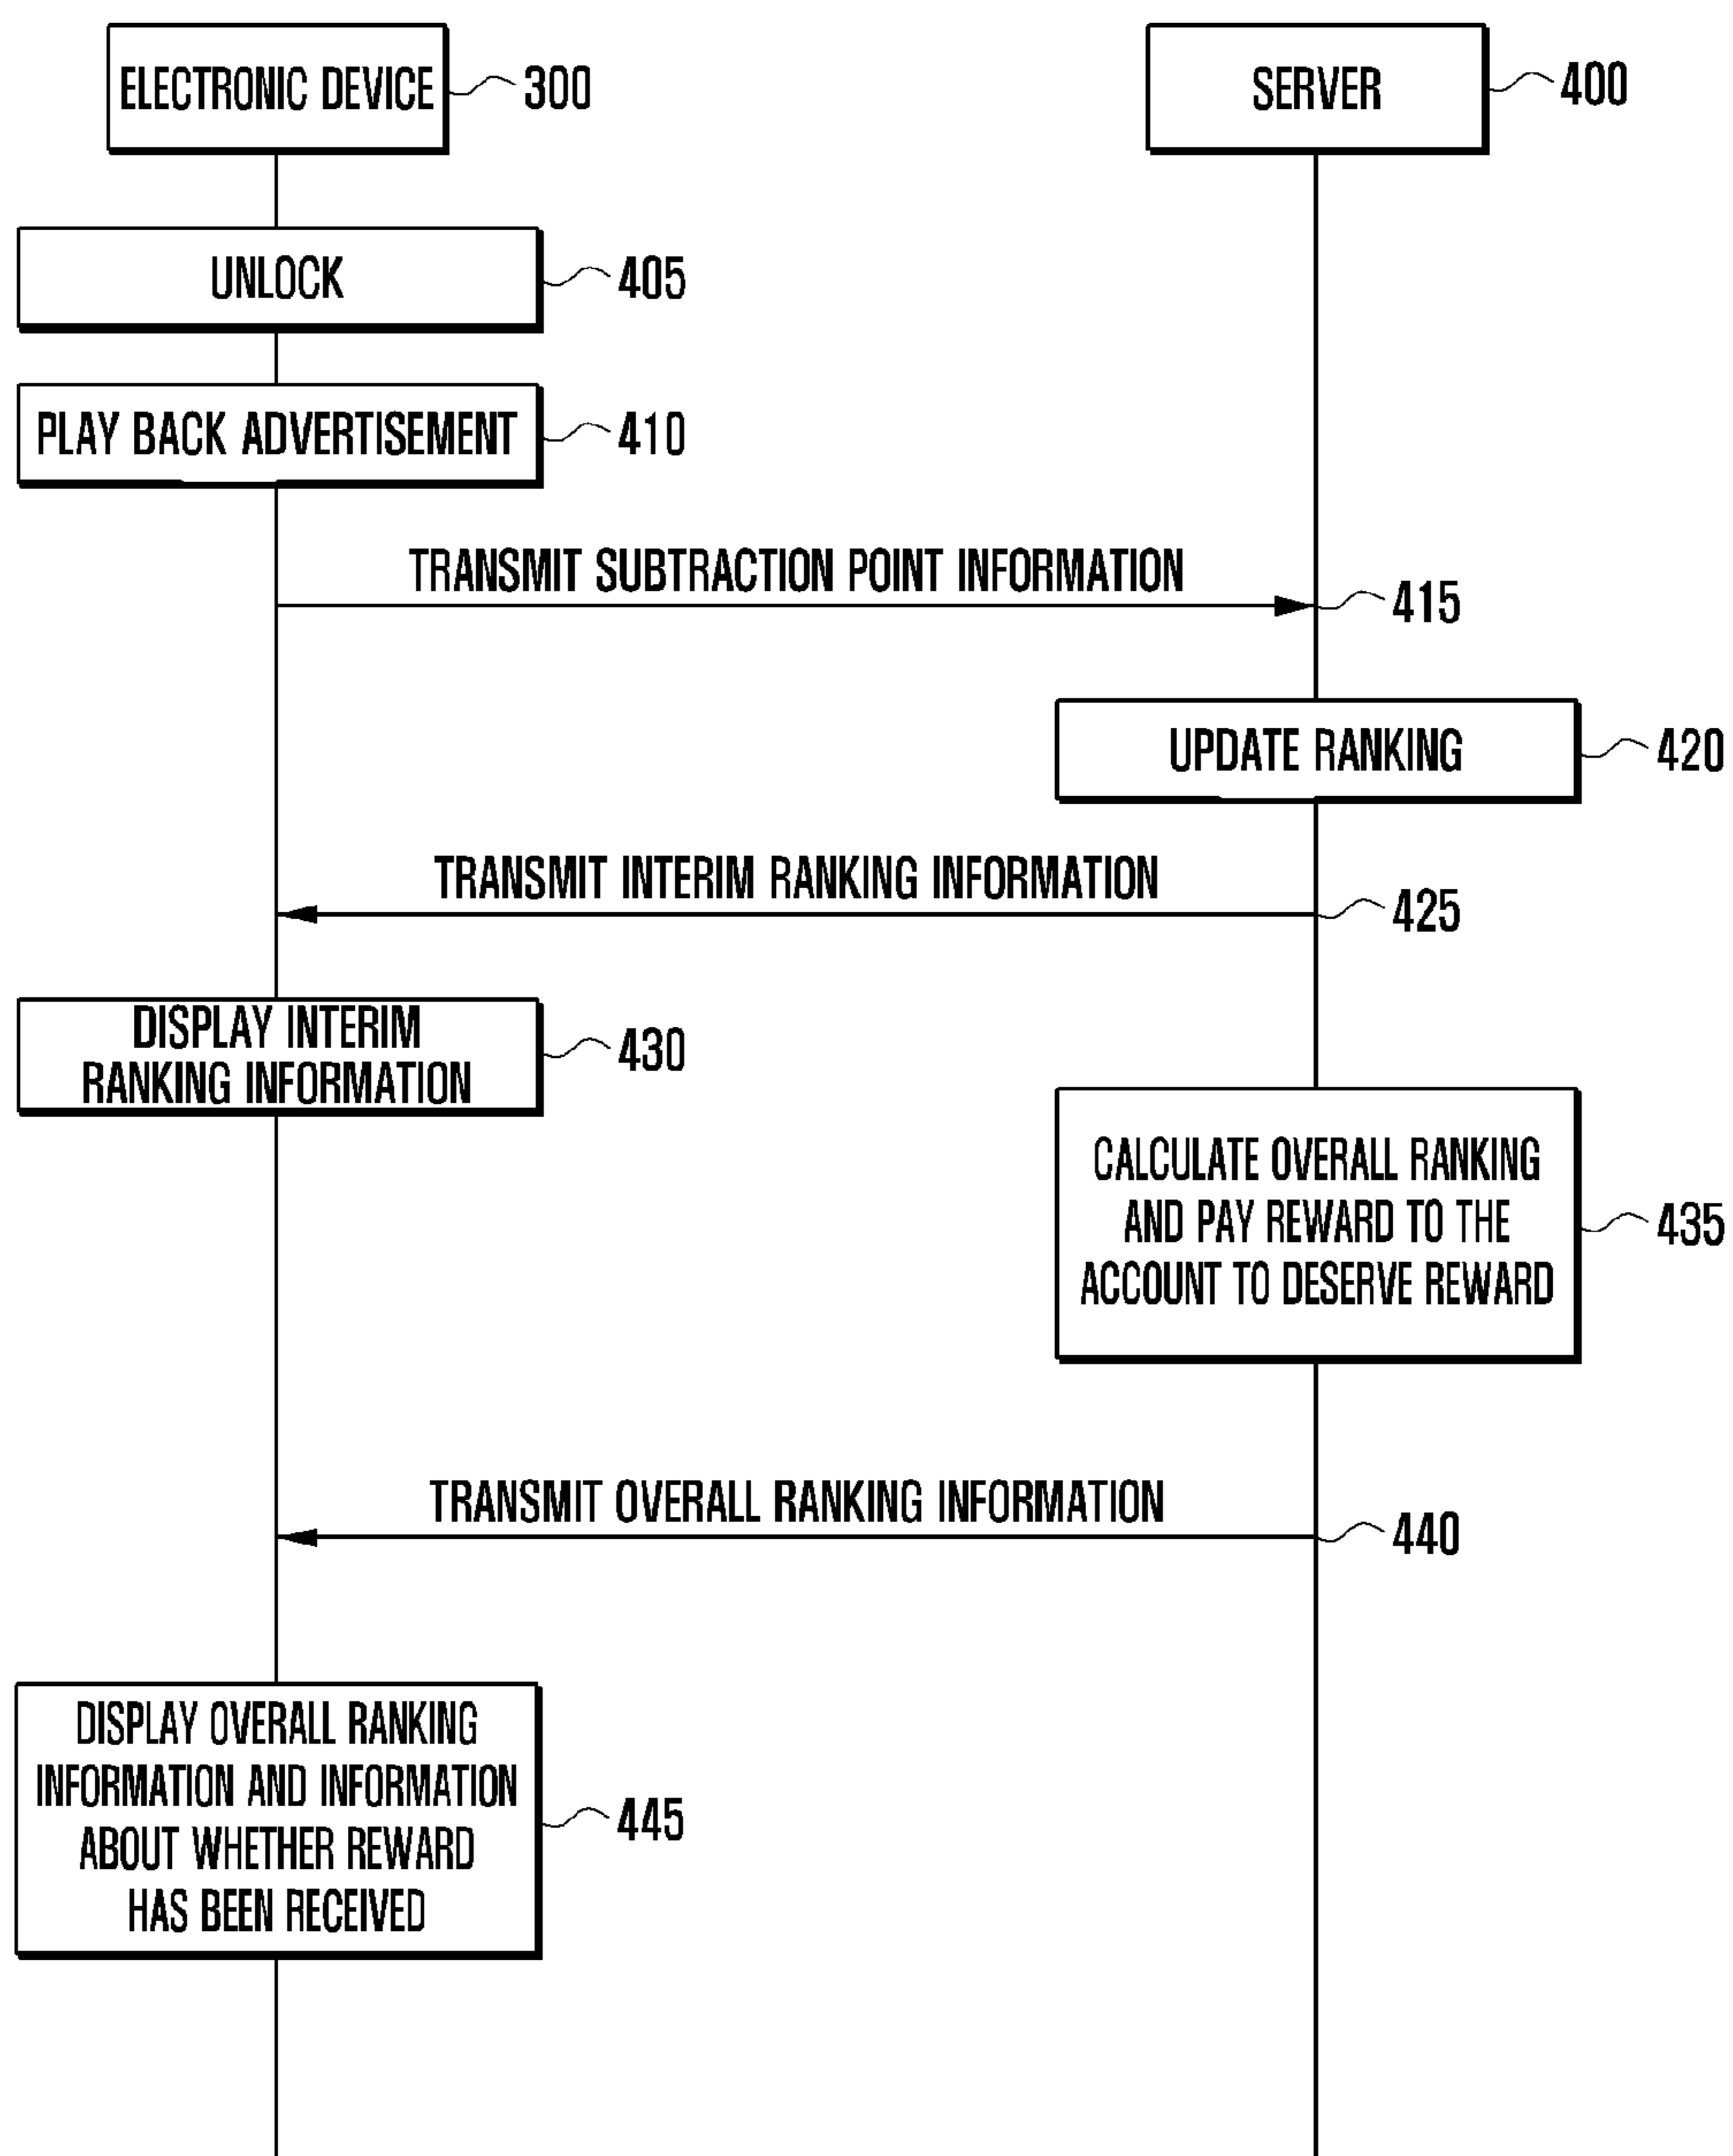 ELECTRONIC DEVICE
300
SERVER
400
UNLOCK
405
PLAY BACK ADVERTISEMENT
410
TRANSMIT SUBTRACTION POINT INFORMATION
415
UPDATE RANKING
420
TRANSMIT INTERIM RANKING INFORMATION
425
DISPLAY INTERIM
RANKING INFORMATION
430
CALCULATE OVERALL RANKING
AND PAY REWARD TO THE
ACCOUNT TO DESERVE REWARD
435
TRANSMIT OVERALL RANKING INFORMATION
440
DISPLAY OVERALL RANKING
INFORMATION AND INFORMATION
ABOUT WHETHER REWARD
HAS BEEN RECEIVED
445